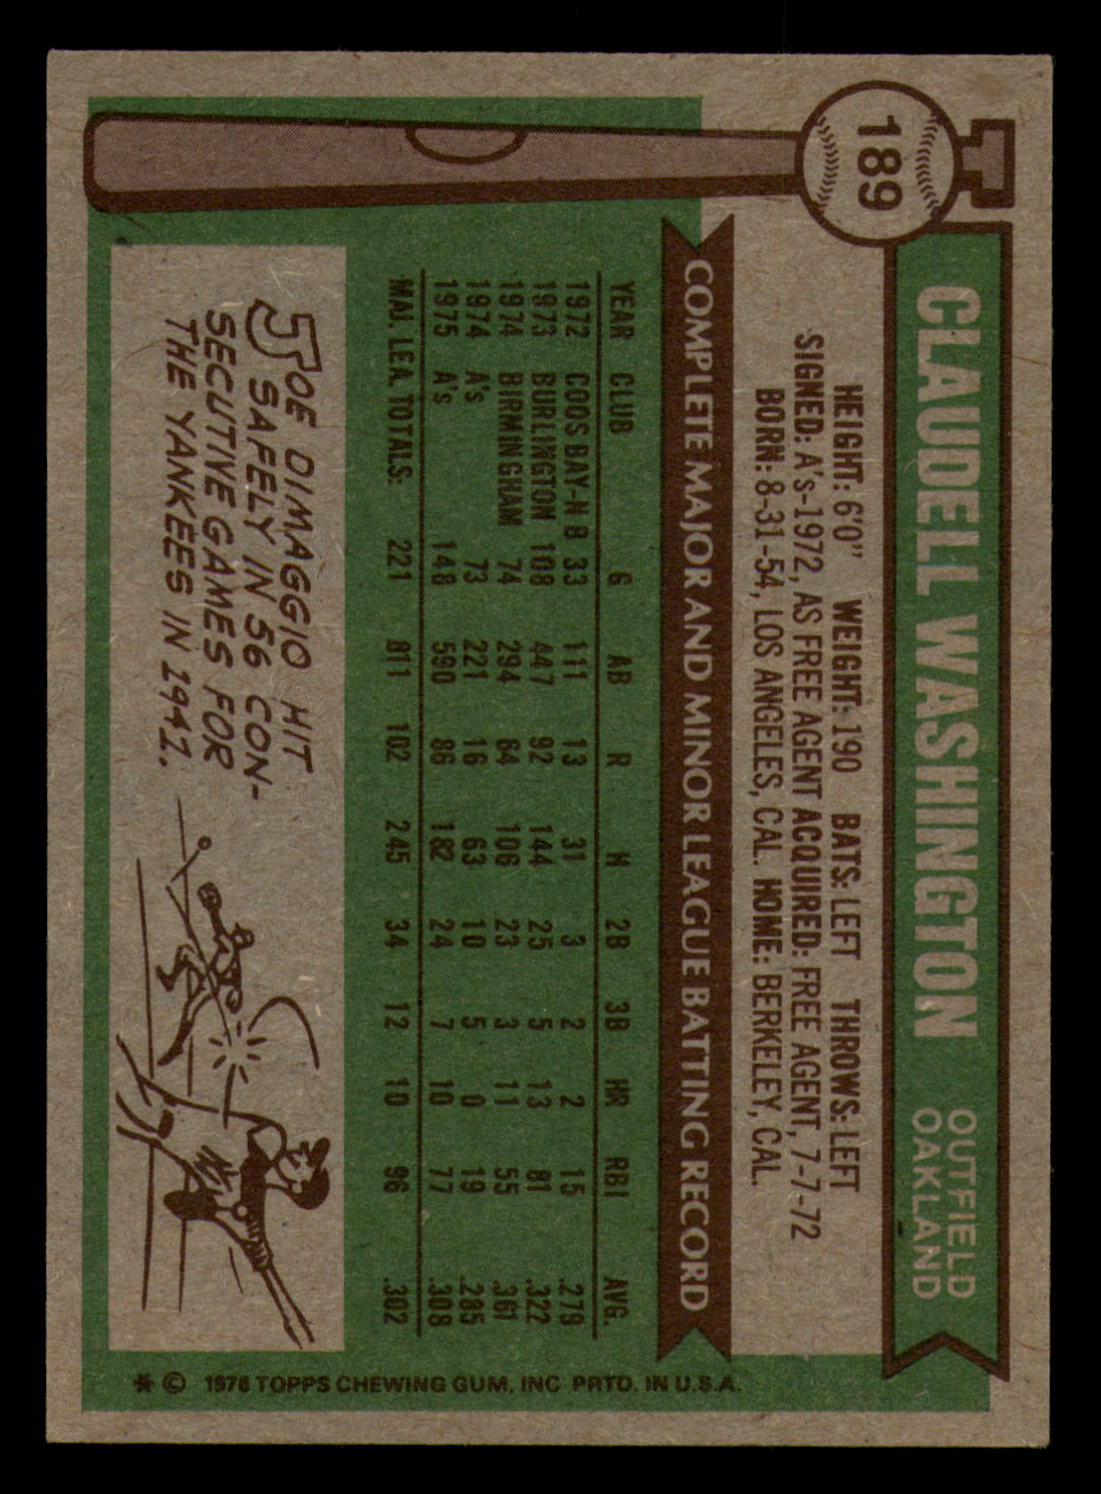 189
CLAUDELL WASHINGTON
OUTFIELD
OAKLAND
HEIGHT: 6'0" WEIGHT: 190 BATS: LEFT THROWS: LEFT
SIGNED: A's-1972, AS FREE AGENT ACQUIRED: FREE AGENT, 7-7-72
BORN: 8-31-54, LOS ANGELES, CAL. HOME: BERKELEY, CAL.
COMPLETE MAJOR AND MINOR LEAGUE BATTING RECORD
YEAR CLUB G AB R H 2B 3B HR RBI AVG.
1972 COOS BAY-N B 33 111 13 31 3 2 2 15 .279
1973 BURLINGTON 108 447 92 144 25 5 13 81 .322
1974 BIRMINGHAM 74 294 64 106 23 3 11 55 .361
1974 A's 73 221 16 63 10 5 0 19 .285
1975 A's 148 590 86 182 24 7 10 77 .308
MAJ. LEA. TOTALS: 221 811 102 245 34 12 10 96 .302
JOE DIMAGGIO HIT
SAFELY IN 56 CON-
SECUTIVE GAMES FOR
THE YANKEES IN 1941.
* © 1976 TOPPS CHEWING GUM, INC PRTD. IN U.S.A.